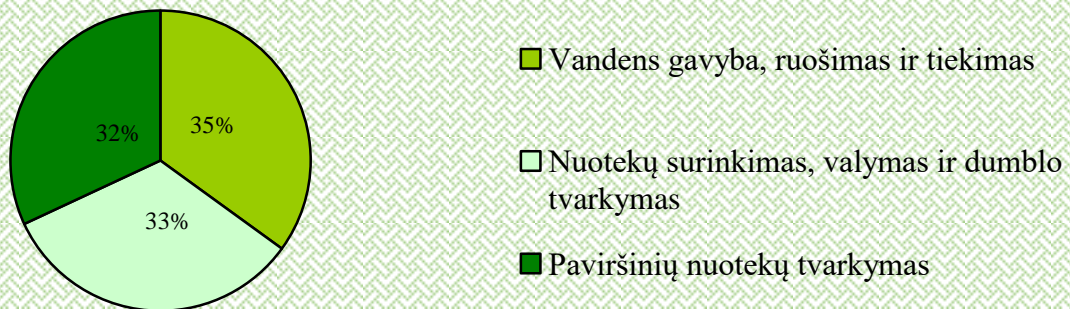 32%
35%
33%
Vandens gavyba, ruošimas ir tiekimas
Nuotekų surinkimas, valymas ir dumblo
tvarkymas
Paviršinių nuotekų tvarkymas